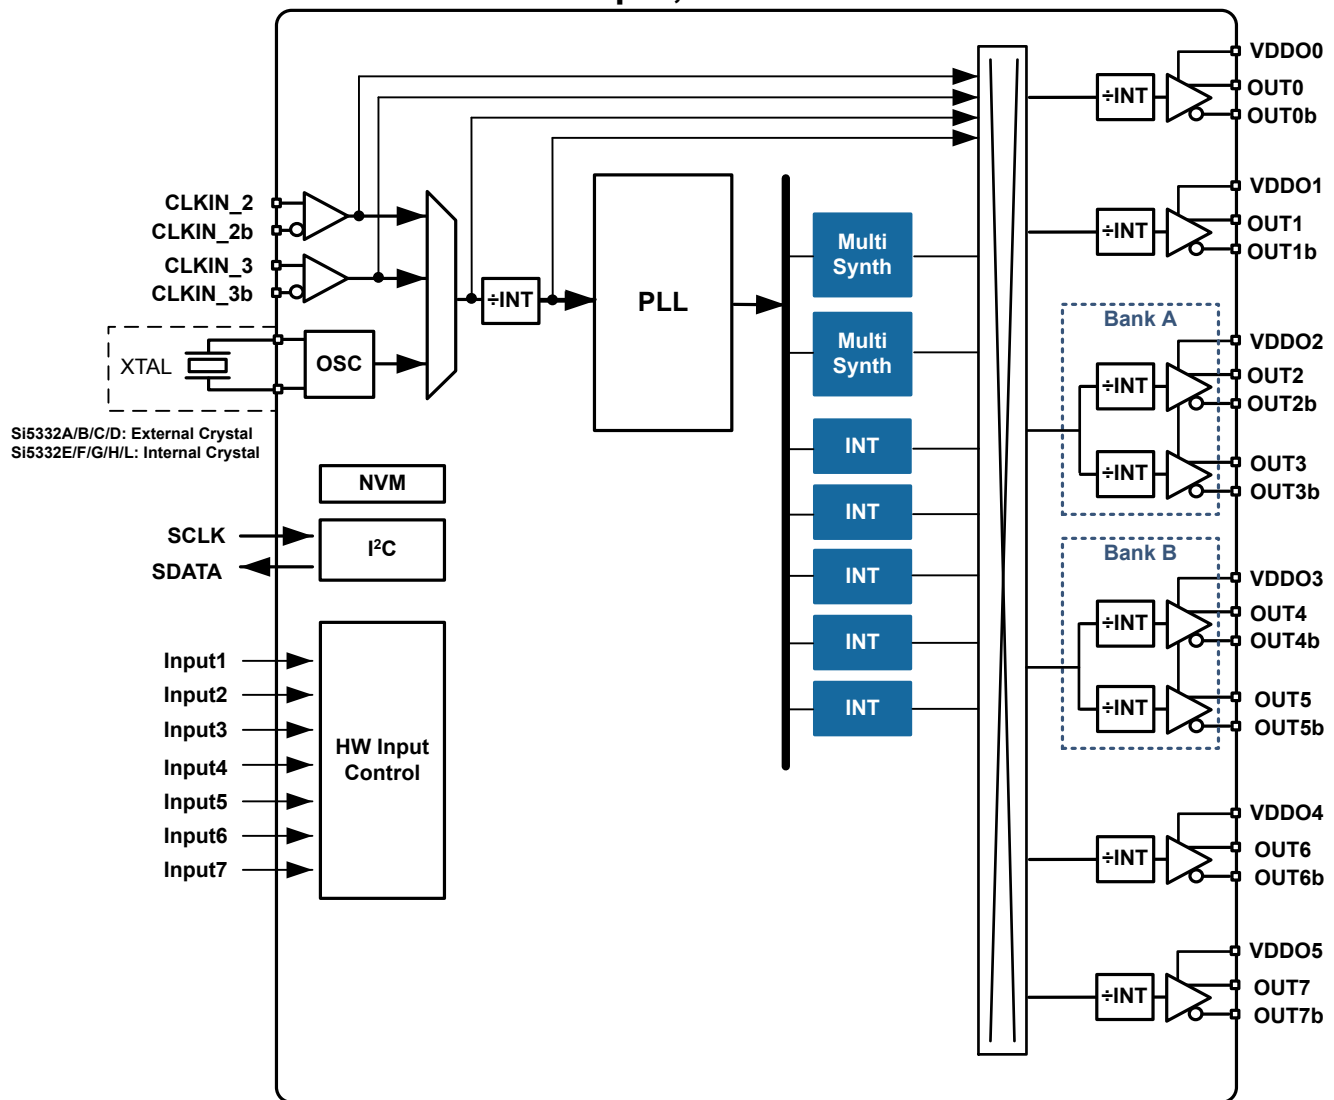 VDDO0
OUT0
OUT0b
÷INT
VDDO1
OUT1
OUT1b
÷INT
CLKIN_2
CLKIN_2b
CLKIN_3
CLKIN_3b
XTAL
OSC
÷INT
PLL
Multi
Synth
Multi
Synth
INT
INT
INT
INT
INT
Si5332A/B/C/D: External Crystal
Si5332E/F/G/H/L: Internal Crystal
NVM
SCLK
SDATA
I²C
Input1
Input2
Input3
Input4
Input5
Input6
Input7
HW Input
Control
Bank A
÷INT
÷INT
VDDO2
OUT2
OUT2b
OUT3
OUT3b
Bank B
÷INT
÷INT
VDDO3
OUT4
OUT4b
OUT5
OUT5b
÷INT
VDDO4
OUT6
OUT6b
÷INT
VDDO5
OUT7
OUT7b